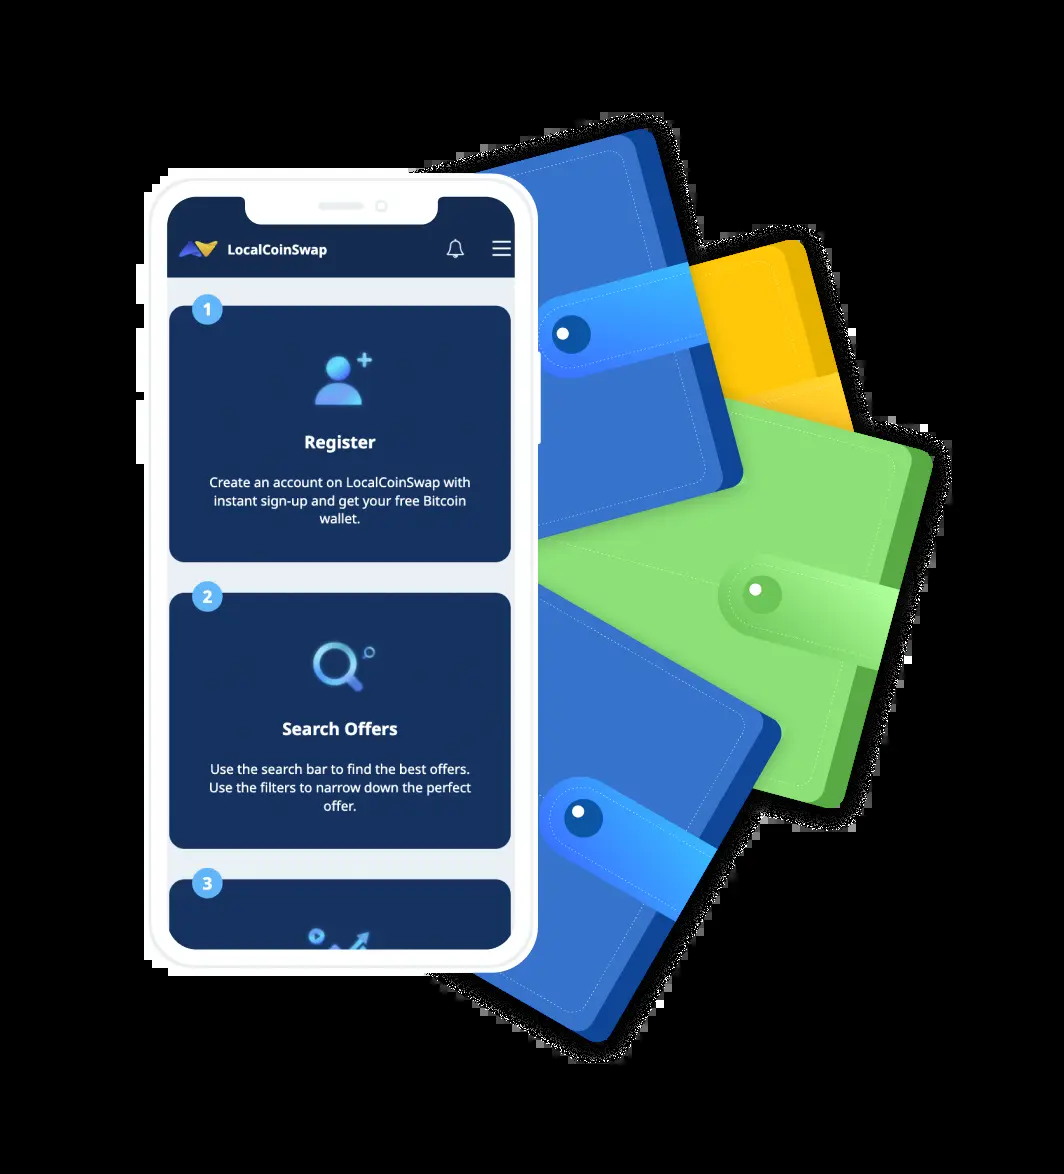 LocalCoinSwap
1
Register
Create an account on LocalCoinSwap with
instant sign-up and get your free Bitcoin
wallet.
2
Search Offers
Use the search bar to find the best offers.
Use the filters to narrow down the perfect
offer.
3